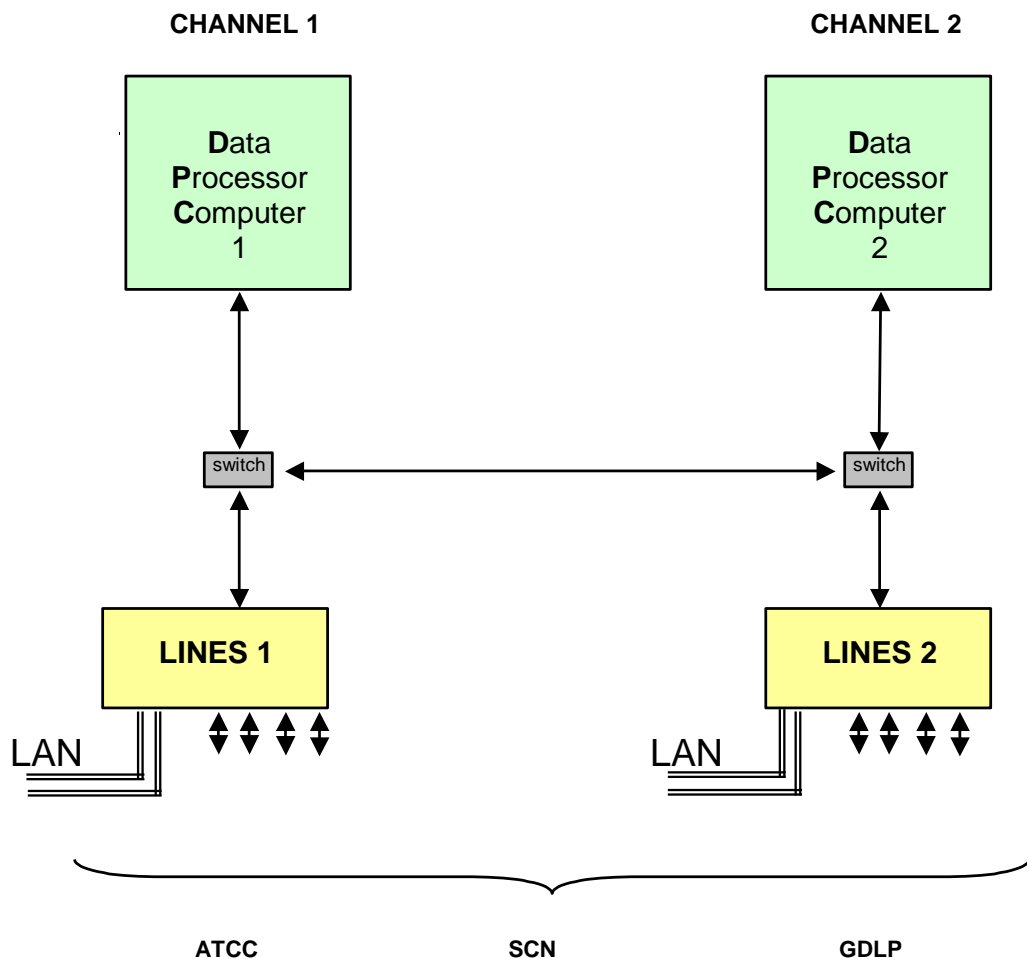 CHANNEL 1
CHANNEL 2
Data
Processor
Computer
1
Data
Processor
Computer
2
switch
switch
LINES 1
LINES 2
LAN
LAN
ATCC
SCN
GDLP